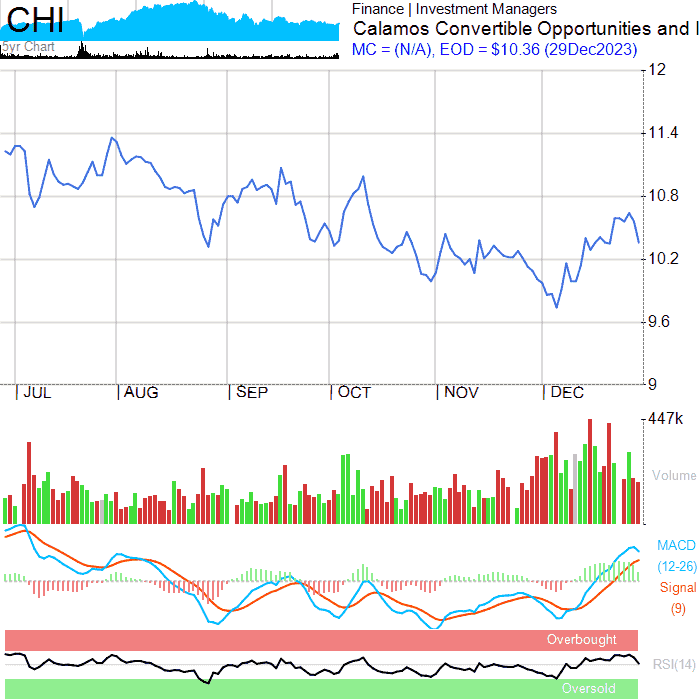 CHI
5yr Chart
Finance | Investment Managers
Calamos Convertible Opportunities and I
MC = (N/A), EOD = $10.36 (29Dec2023)
12
11.4
10.8
10.2
9.6
9
JUL AUG SEP OCT NOV DEC
447k
Volume
MACD
(12-26)
Signal
(9)
Overbought
RSI(14)
Oversold